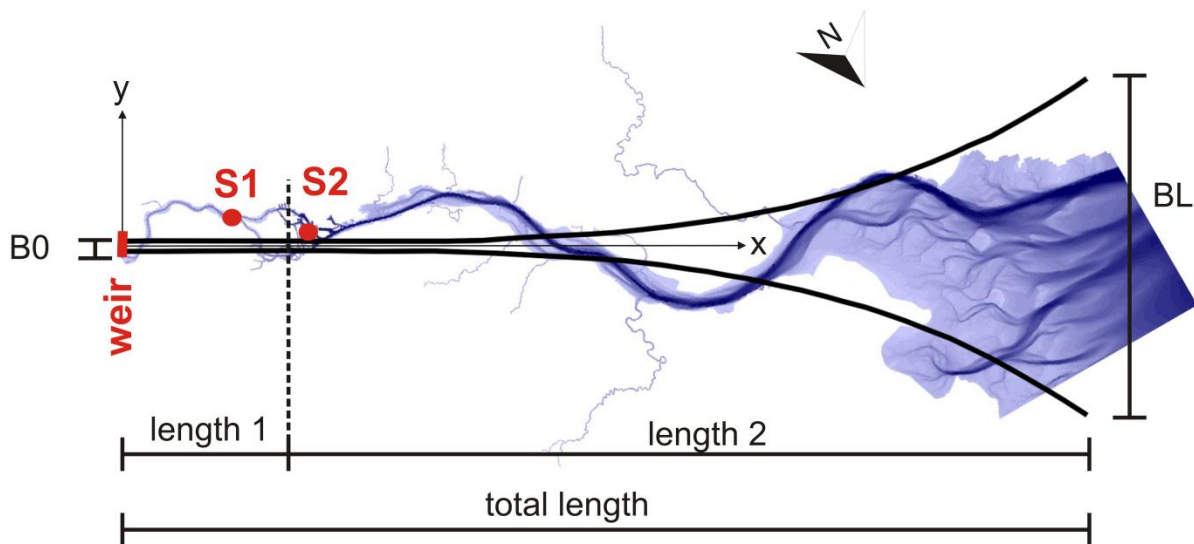 N
y
S1
S2
B0
x
BL
weir
length 1
length 2
total length